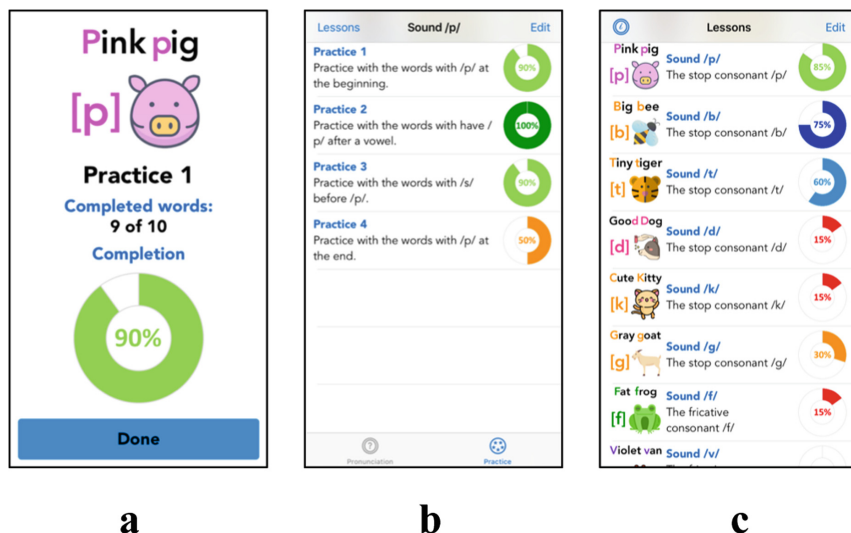 Pink pig
[p]
Practice 1
Completed words:
9 of 10
Completion
90%
Done
Lessons Sound /p/ Edit
Practice 1
Practice with the words with /p/ at
the beginning.
90%
Practice 2
Practice with the words with have /
p/ after a vowel.
100%
Practice 3
Practice with the words with /s/
before /p/.
90%
Practice 4
Practice with the words with /p/ at
the end.
50%
Pronunciation Practice
Lessons Edit
Pink pig
[p]
Sound /p/
The stop consonant /p/
85%
Big bee
[b]
Sound /b/
The stop consonant /b/
75%
Tiny tiger
[t]
Sound /t/
The stop consonant /t/
60%
Good Dog
[d]
Sound /d/
The stop consonant /d/
15%
Cute Kitty
[k]
Sound /k/
The stop consonant /k/
15%
Gray goat
[g]
Sound /g/
The stop consonant /g/
30%
Fat frog
[f]
Sound /f/
The fricative
consonant /f/
15%
Violet van
Sound /v/
a b c